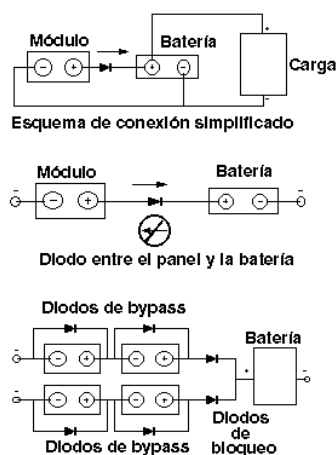 Módulo
Batería
Carga
Esquema de conexión simplificado
Módulo
Batería
Diodo entre el panel y la batería
Diodos de bypass
Batería
Diodos de bypass
Diodos
de
bloqueo